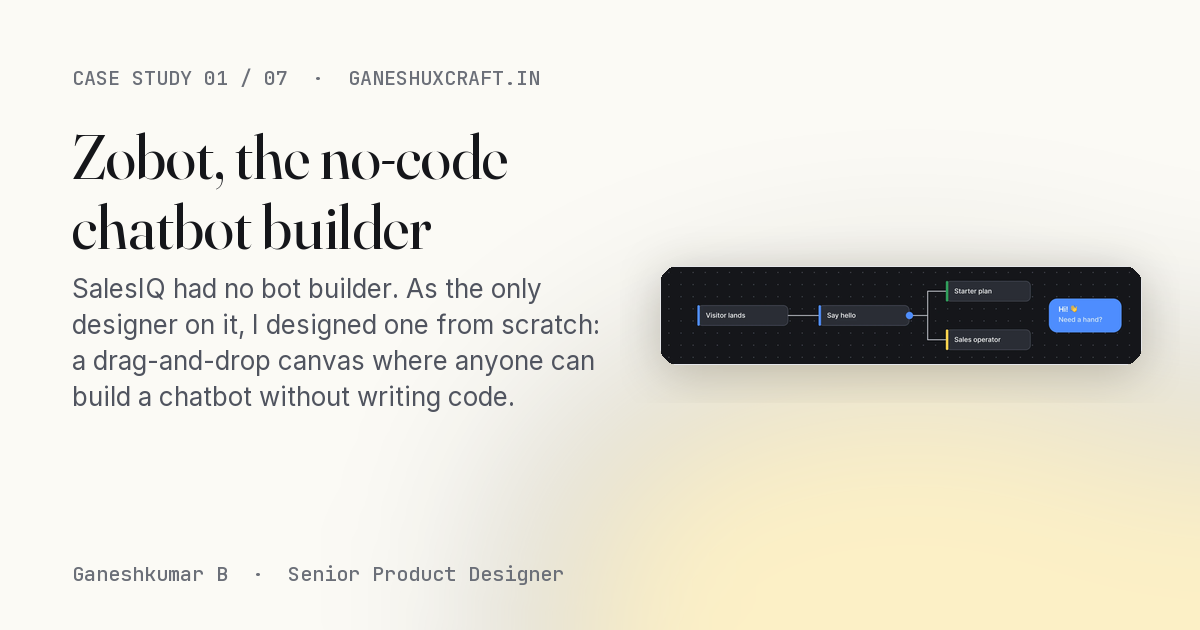 CASE STUDY 01 / 07 · GANESHUXCRAFT.IN
Zobot, the no-code
chatbot builder
SalesIQ had no bot builder. As the only
designer on it, I designed one from scratch:
a drag-and-drop canvas where anyone can
build a chatbot without writing code.
Visitor lands
Say hello
Starter plan
Sales operator
Hi! 👋
Need a hand?
Ganeshkumar B · Senior Product Designer